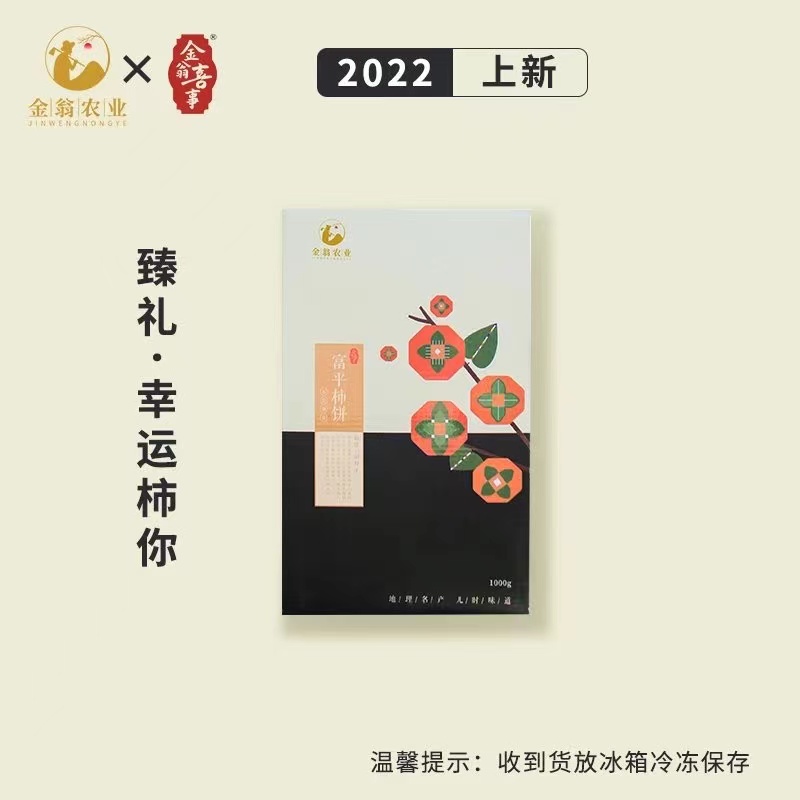 金翁农业
JINWENGNONGYE
×
金翁喜事®
2022 上新
臻礼·幸运柿你
金翁农业
富平柿饼
1000g
地/理/名/产 儿/时/味/道
温馨提示：收到货放冰箱冷冻保存